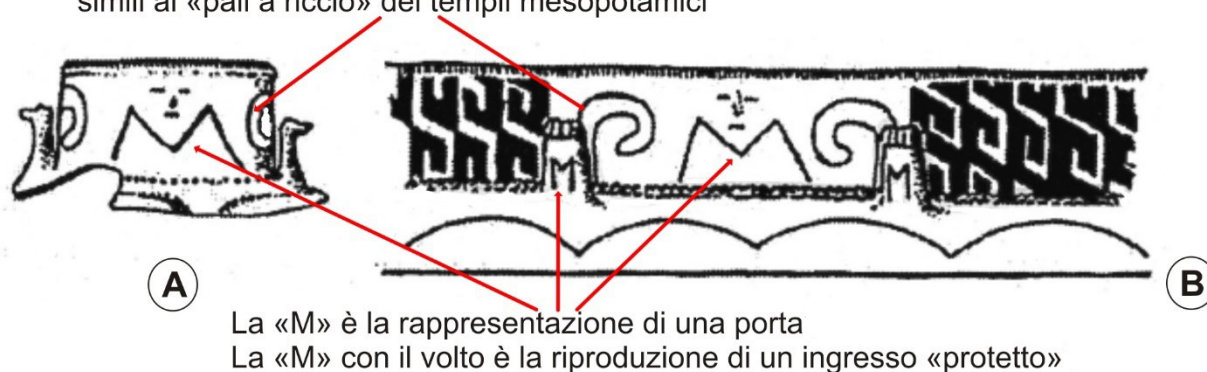 simili ai «pali a riccio» dei templi mesopotamici
A
B
La «M» è la rappresentazione di una porta
La «M» con il volto è la riproduzione di un ingresso «protetto»